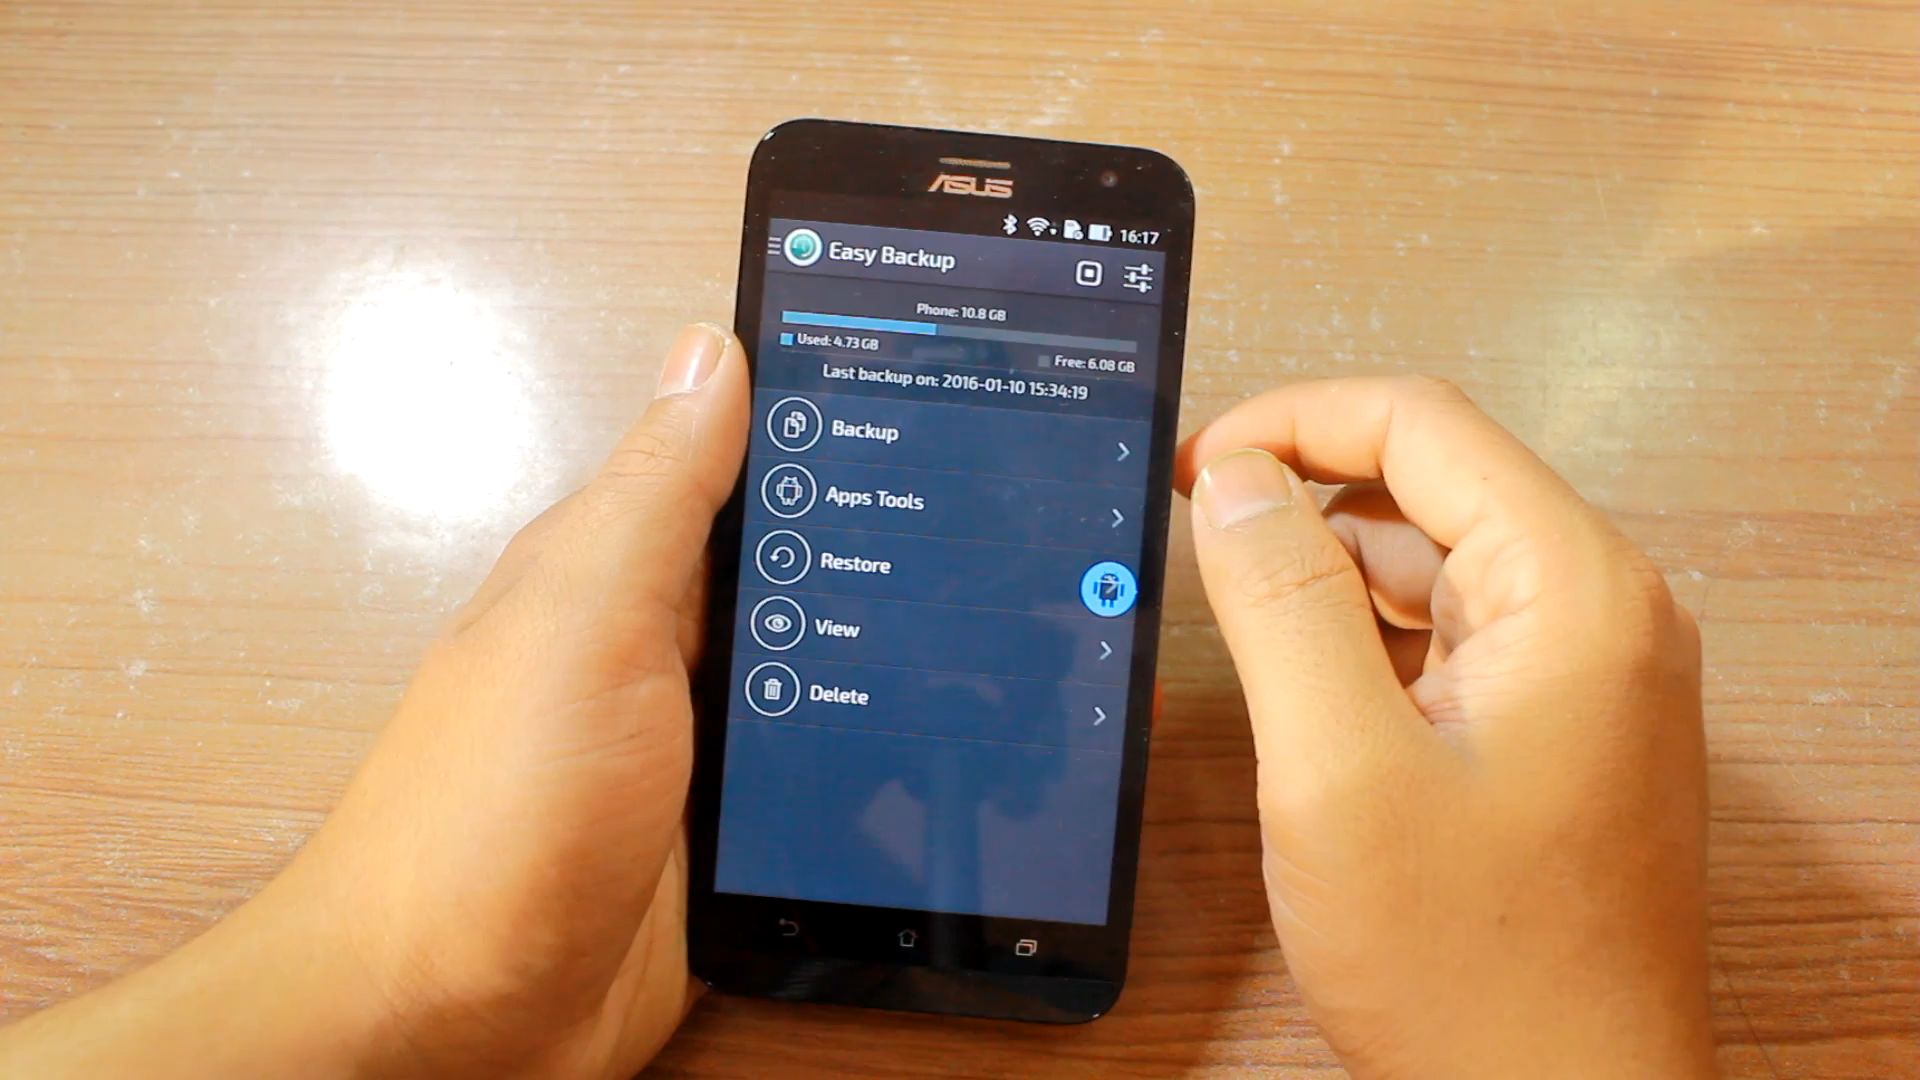 ASUS
16:17
Easy Backup
Phone: 10.8 GB
Used: 4.73 GB
Free: 6.08 GB
Last backup on: 2016-01-10 15:34:19
Backup
Apps Tools
Restore
View
Delete